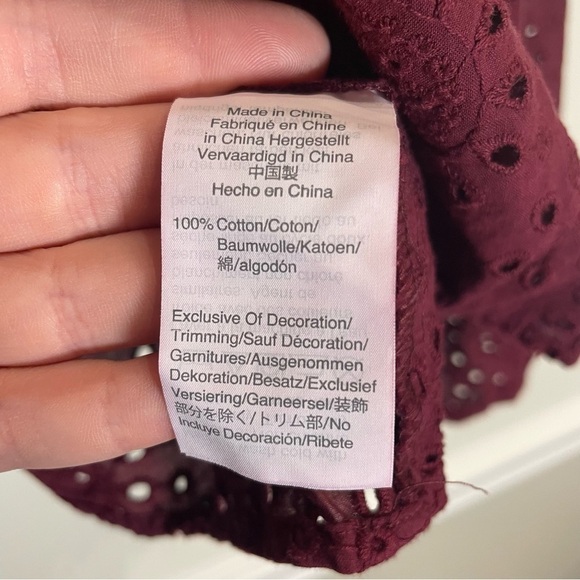 Made in China
Fabriqué en Chine
in China Hergestellt
Vervaardigd in China
中国製
Hecho en China
100% Cotton/Coton/
Baumwolle/Katoen/
綿/algodón
Exclusive Of Decoration/
Trimming/Sauf Décoration/
Garnitures/Ausgenommen
Dekoration/Besatz/Exclusief
Versiering/Garneersel/装飾
部分を除く/トリム部/No
Incluye Decoración/Ribete